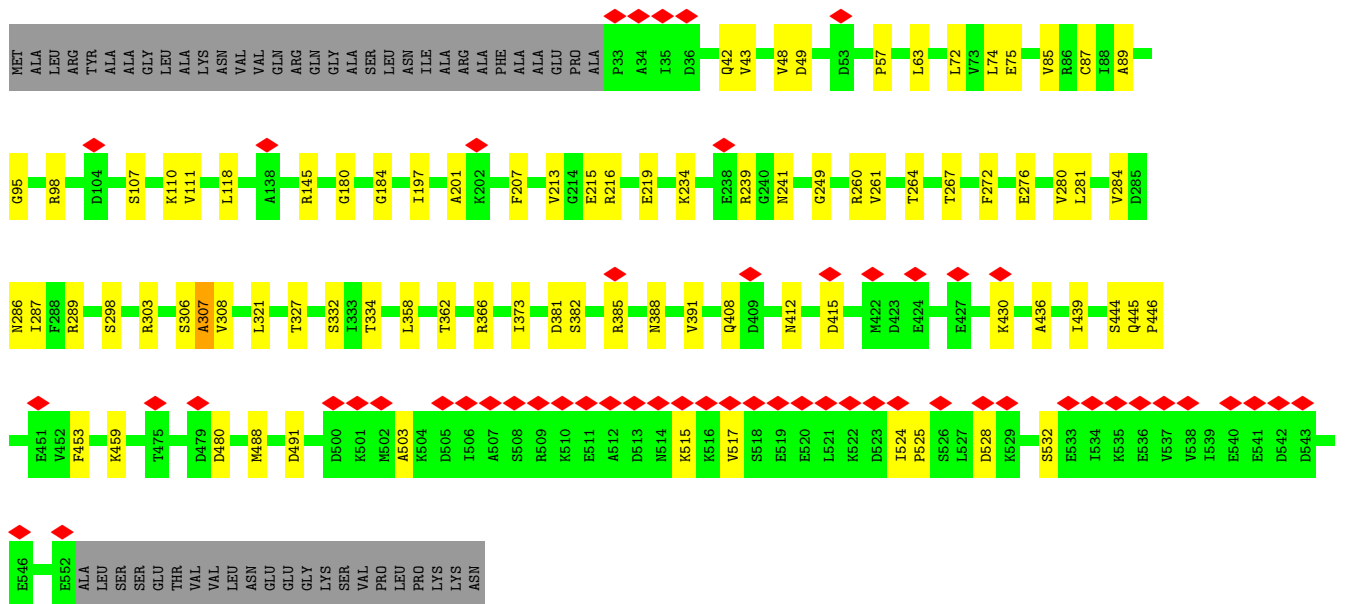 MET ALA LEU ARG TYR ALA ALA GLY LEU ALA LYS ASN VAL VAL GLN ARG GLN GLY ALA SER LEU ASN ILE ALA ARG ALA PHE ALA ALA GLU PRO ALA P33 A34 I35 D36 Q42 V43 V48 D49 D53 P57 L63 L72 V73 L74 E75 V85 R86 C87 I88 A89
G95 R98 D104 S107 K110 V111 L118 A138 R145 G180 G184 I197 A201 K202 F207 V213 G214 E215 R216 E219 K234 E238 R239 G240 N241 G249 R260 V261 T264 T267 F272 E276 V280 L281 V284 D285
N286 I287 F288 R289 S298 R303 S306 A307 V308 L321 T327 S332 I333 T334 L358 T362 R366 I373 D381 S382 R385 N388 V391 Q408 D409 N412 D415 M422 D423 E424 E427 K430 A436 I439 S444 Q445 P446
E451 V452 F453 K459 T475 D479 D480 M488 D491 D500 K501 M502 A503 K504 D505 I506 A507 S508 R509 K510 E511 A512 D513 N514 K515 K516 V517 S518 E519 E520 L521 K522 D523 I524 P525 S526 L527 D528 K529 S532 E533 I534 K535 E536 V537 V538 I539 E540 E541 D542 D543
E546 E552 ALA LEU SER SER GLU THR VAL VAL LEU ASN GLU GLU GLY LYS SER VAL PRO LEU PRO LYS LYS ASN